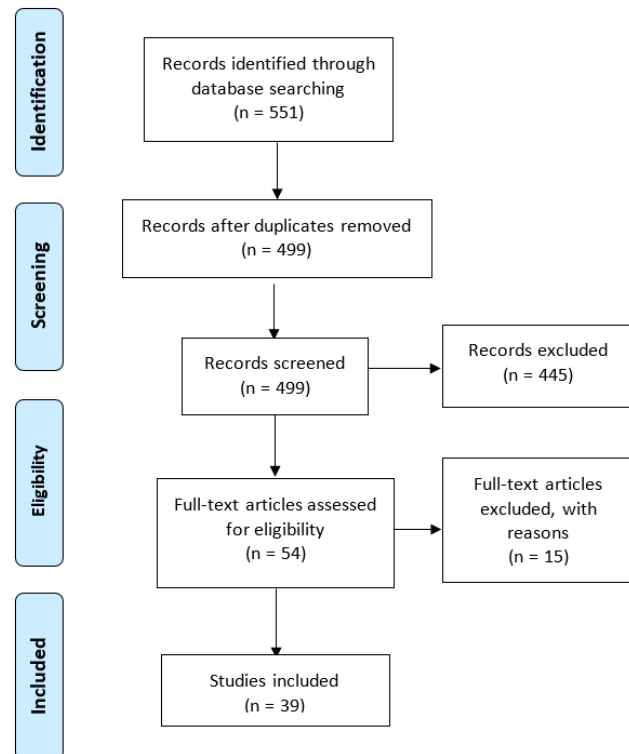 Identification
Records identified through
database searching
(n = 551)
Screening
Records after duplicates removed
(n = 499)
Records screened
(n = 499)
Records excluded
(n = 445)
Eligibility
Full-text articles assessed
for eligibility
(n = 54)
Full-text articles
excluded, with
reasons
(n = 15)
Included
Studies included
(n = 39)